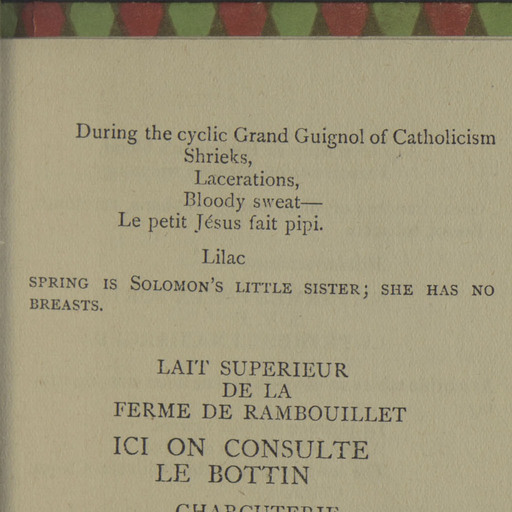 During the cyclic Grand Guignol of Catholicism
Shrieks,
Lacerations,
Bloody sweat—
Le petit Jésus fait pipi.
Lilac
SPRING IS SOLOMON'S LITTLE SISTER; SHE HAS NO
BREASTS.
LAIT SUPERIEUR
DE LA
FERME DE RAMBOUILLET
ICI ON CONSULTE
LE BOTTIN
CHARCUTERIE